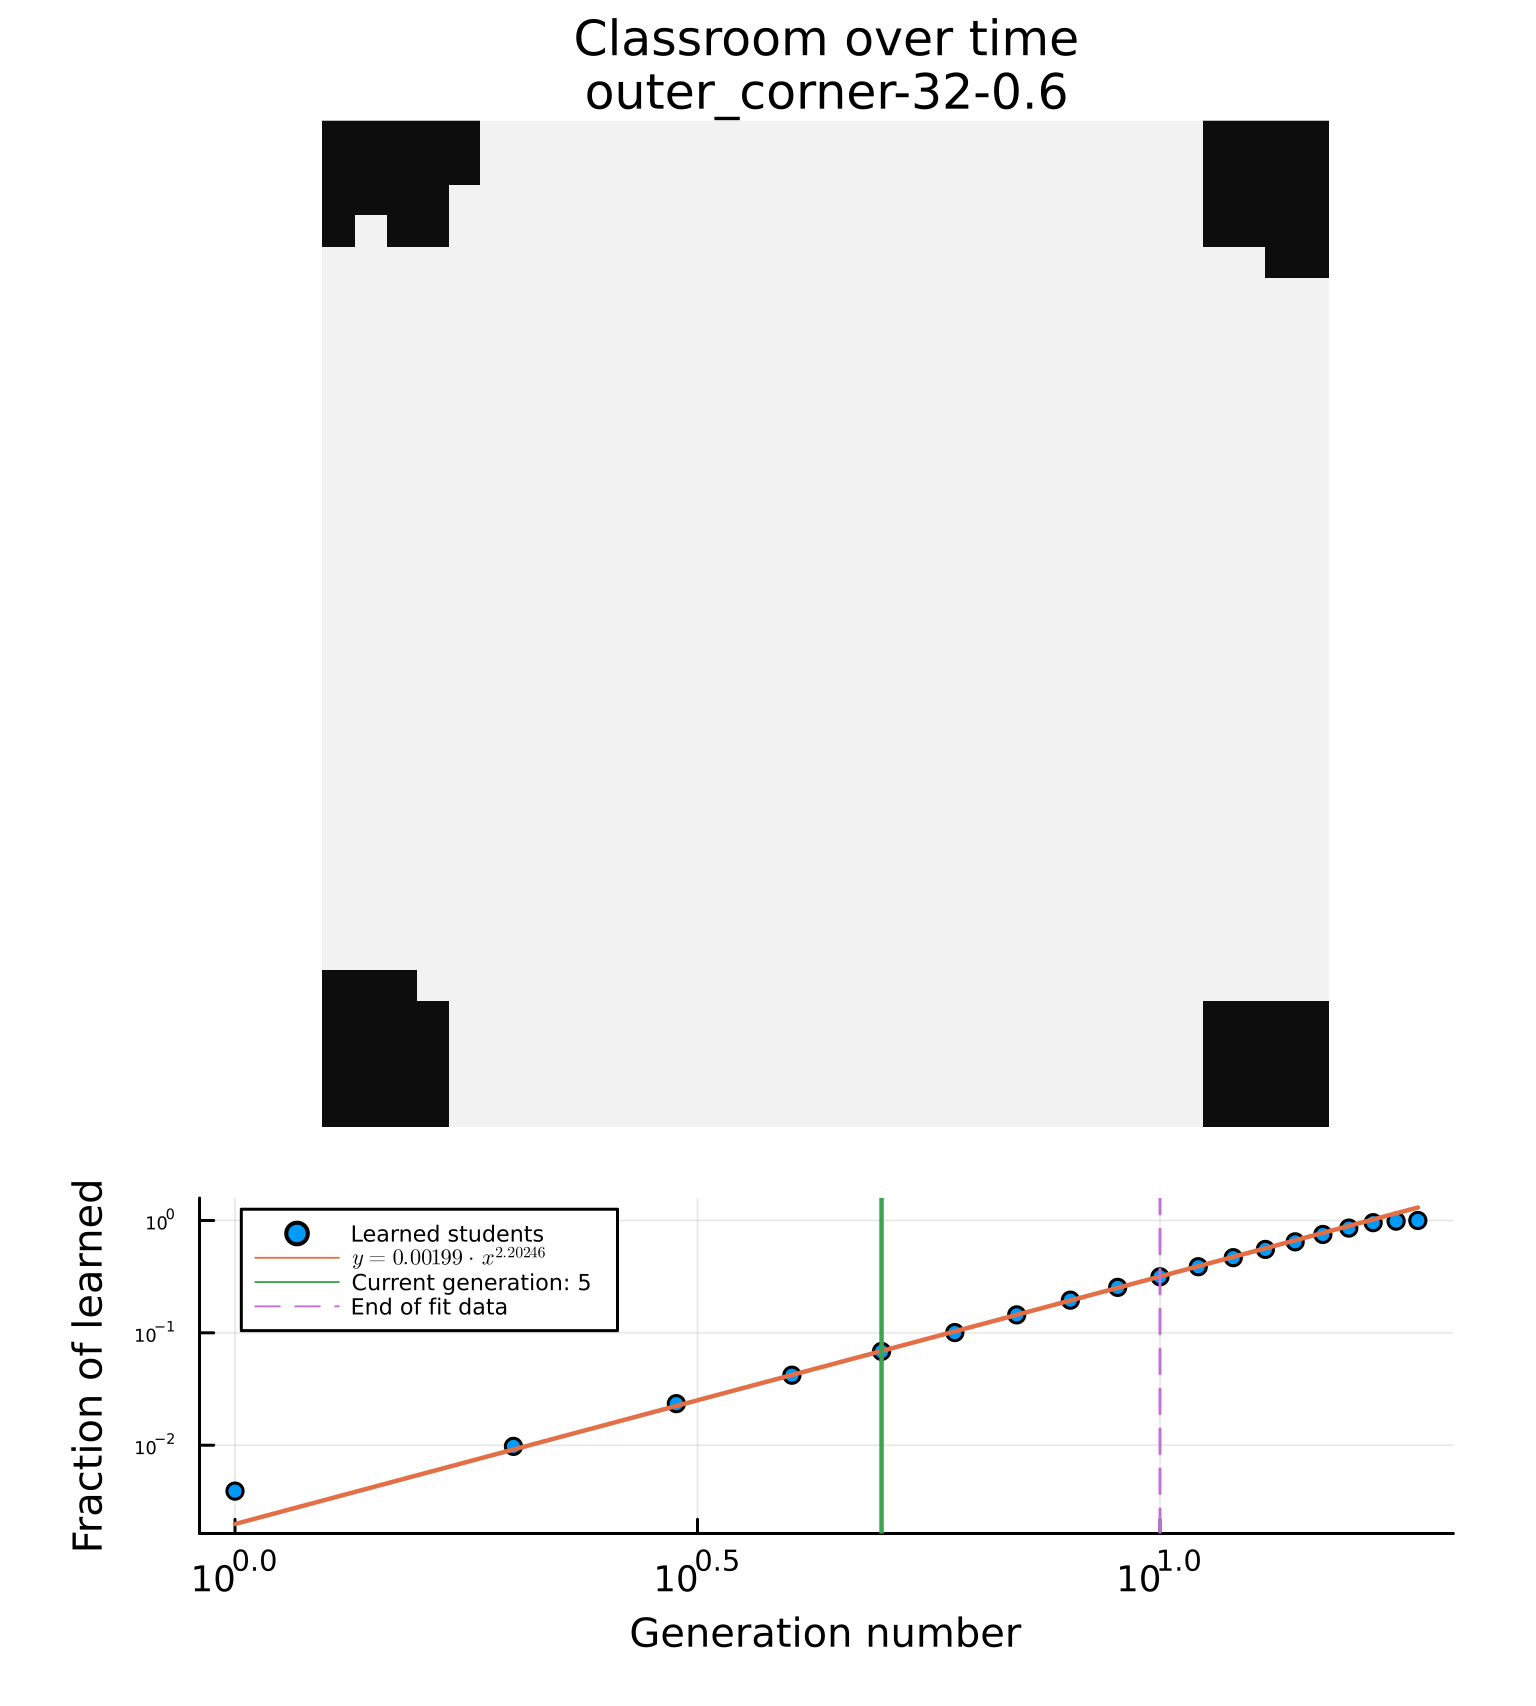 Classroom over time
outer_corner-32-0.6
Fraction of learned
10^0
10^−1
10^−2
Learned students
y = 0.00199 · x^2.20246
Current generation: 5
End of fit data
10^0.0 10^0.5 10^1.0
Generation number